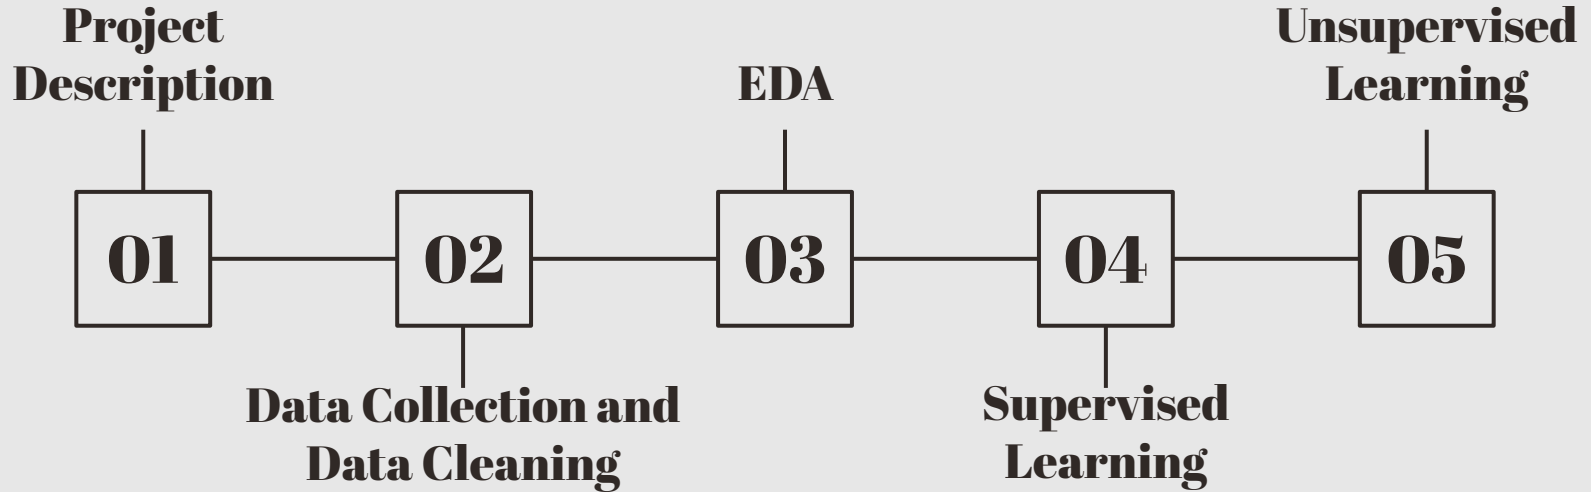 Project
Description
EDA
Unsupervised
Learning
01
02
03
04
05
Data Collection and
Data Cleaning
Supervised
Learning